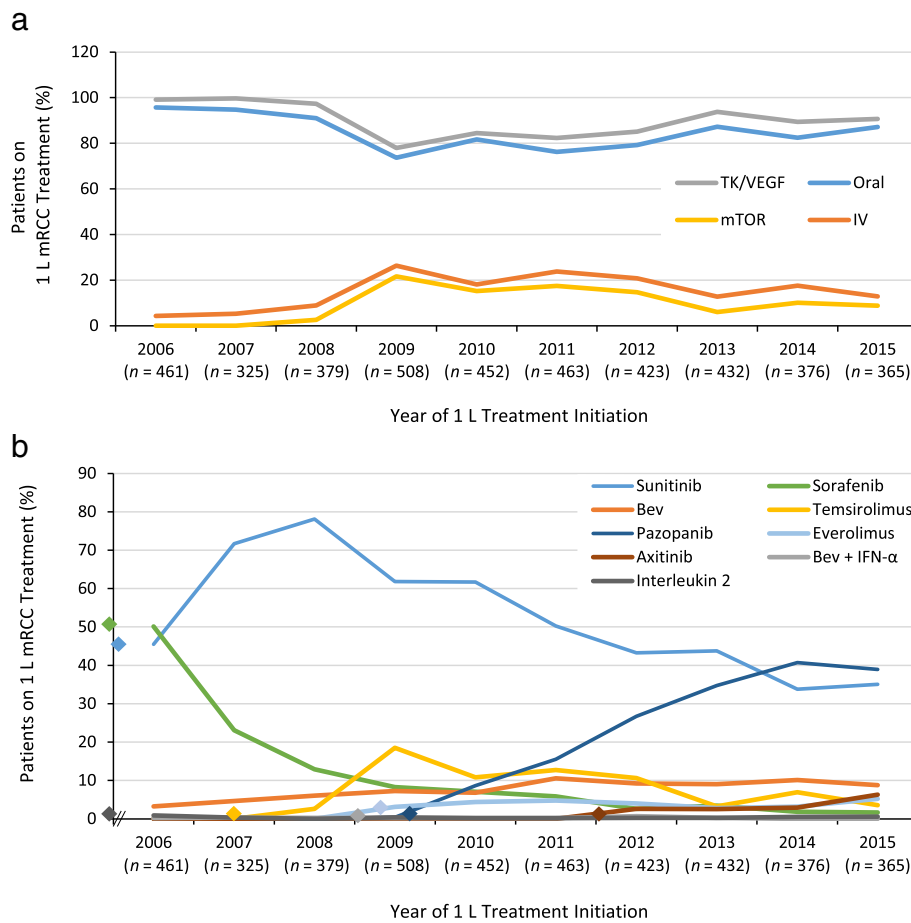 a
Patients on
1 L mRCC Treatment (%)
120
100
80
60
40
20
0
TK/VEGF Oral
mTOR IV
2006 2007 2008 2009 2010 2011 2012 2013 2014 2015
(n = 461) (n = 325) (n = 379) (n = 508) (n = 452) (n = 463) (n = 423) (n = 432) (n = 376) (n = 365)
Year of 1 L Treatment Initiation
b
Patients on 1 L mRCC Treatment (%)
90
80
70
60
50
40
30
20
10
0
Sunitinib Sorafenib
Bev Temsirolimus
Pazopanib Everolimus
Axitinib Bev + IFN-α
Interleukin 2
2006 2007 2008 2009 2010 2011 2012 2013 2014 2015
(n = 461) (n = 325) (n = 379) (n = 508) (n = 452) (n = 463) (n = 423) (n = 432) (n = 376) (n = 365)
Year of 1 L Treatment Initiation